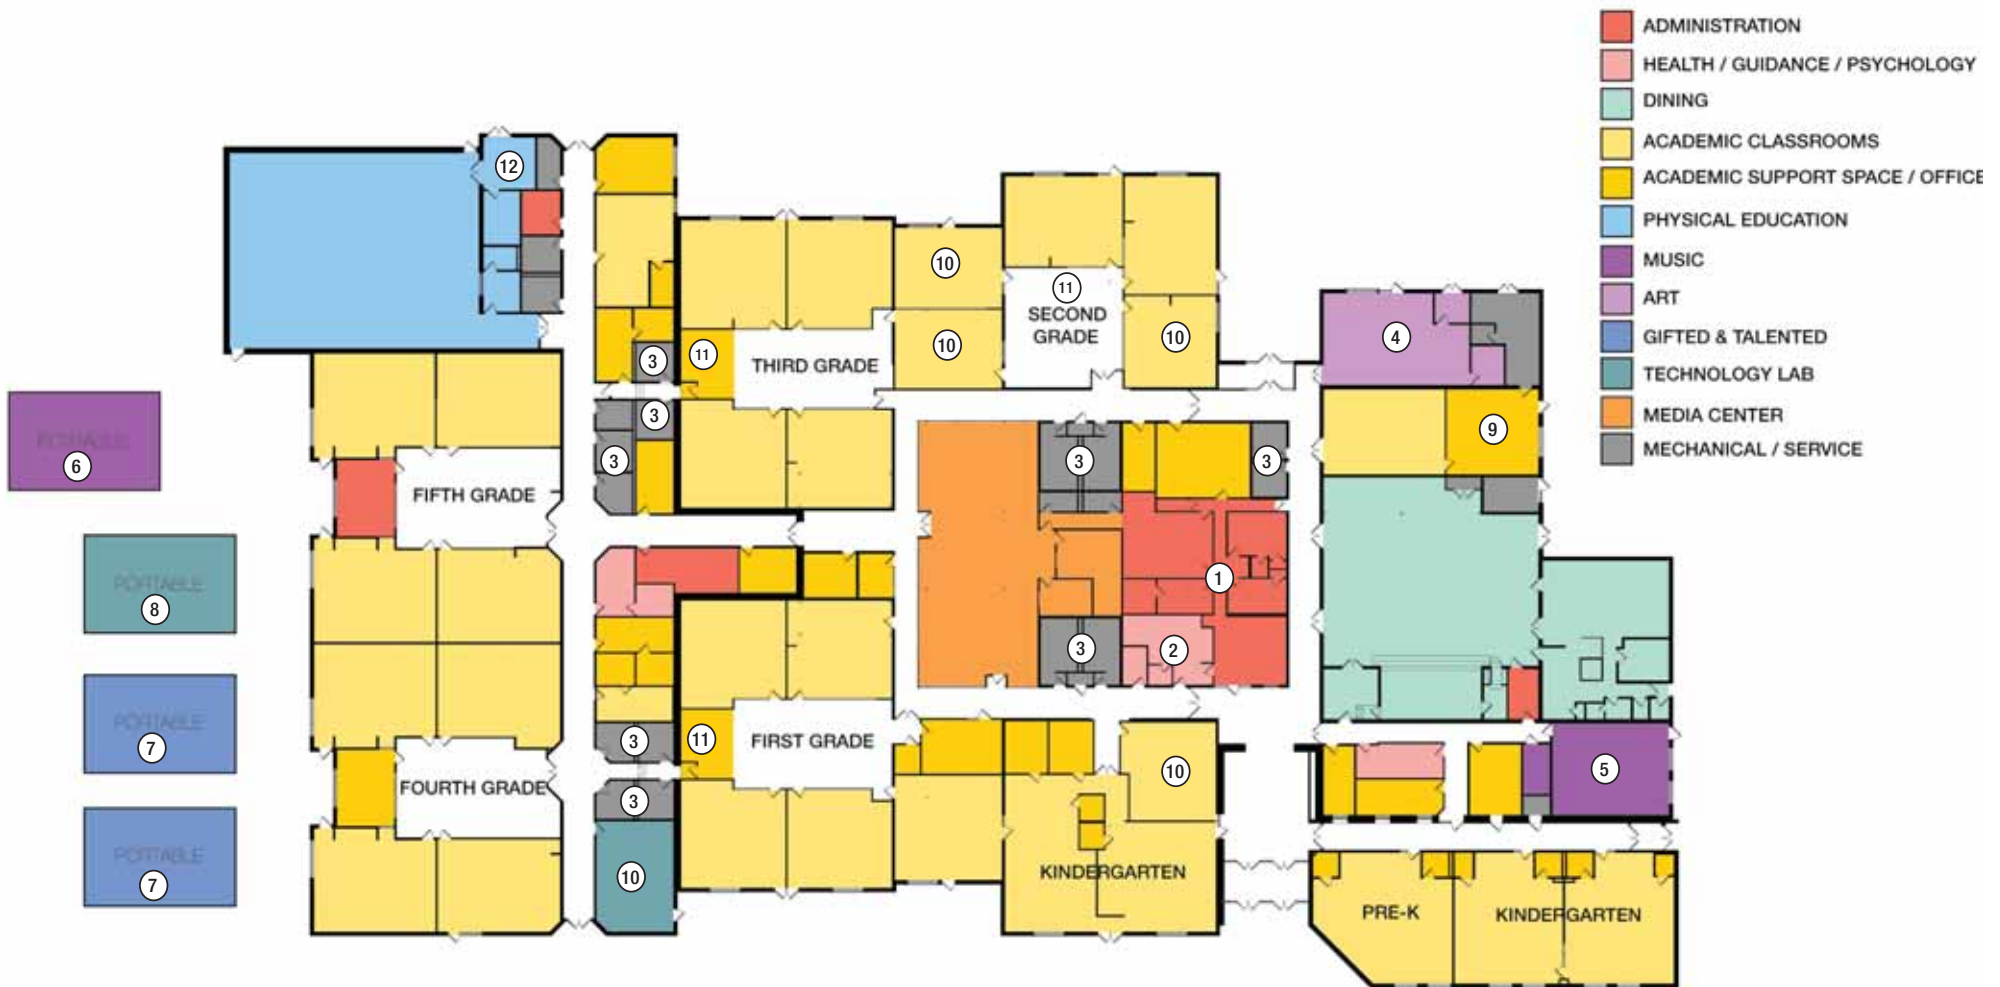 ADMINISTRATION
HEALTH / GUIDANCE / PSYCHOLOGY
DINING
ACADEMIC CLASSROOMS
ACADEMIC SUPPORT SPACE / OFFICE
PHYSICAL EDUCATION
MUSIC
ART
GIFTED & TALENTED
TECHNOLOGY LAB
MEDIA CENTER
MECHANICAL / SERVICE
12
10
11
SECOND
GRADE
10
10
4
3
11
THIRD GRADE
3
9
PORTABLE
6
3
3
3
FIFTH GRADE
PORTABLE
8
1
3
2
PORTABLE
7
3
11
FIRST GRADE
10
5
FOURTH GRADE
3
PORTABLE
7
10
KINDERGARTEN
PRE-K
KINDERGARTEN